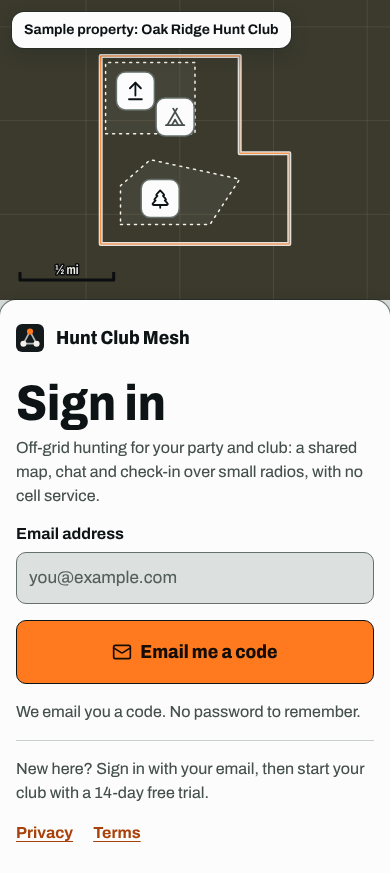 Sample property: Oak Ridge Hunt Club
½ mi
Hunt Club Mesh
Sign in
Off-grid hunting for your party and club: a shared
map, chat and check-in over small radios, with no
cell service.
Email address
you@example.com
Email me a code
We email you a code. No password to remember.
New here? Sign in with your email, then start your
club with a 14-day free trial.
Privacy Terms